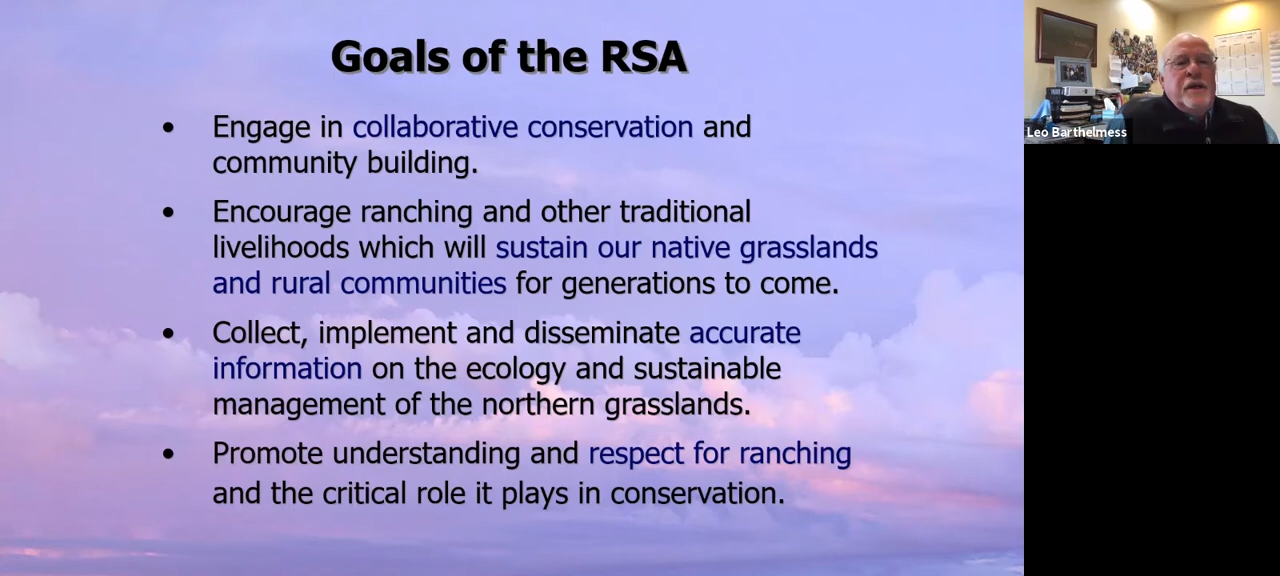 Goals of the RSA
• Engage in collaborative conservation and
community building.
• Encourage ranching and other traditional
livelihoods which will sustain our native grasslands
and rural communities for generations to come.
• Collect, implement and disseminate accurate
information on the ecology and sustainable
management of the northern grasslands.
• Promote understanding and respect for ranching
and the critical role it plays in conservation.
Leo Barthelmess